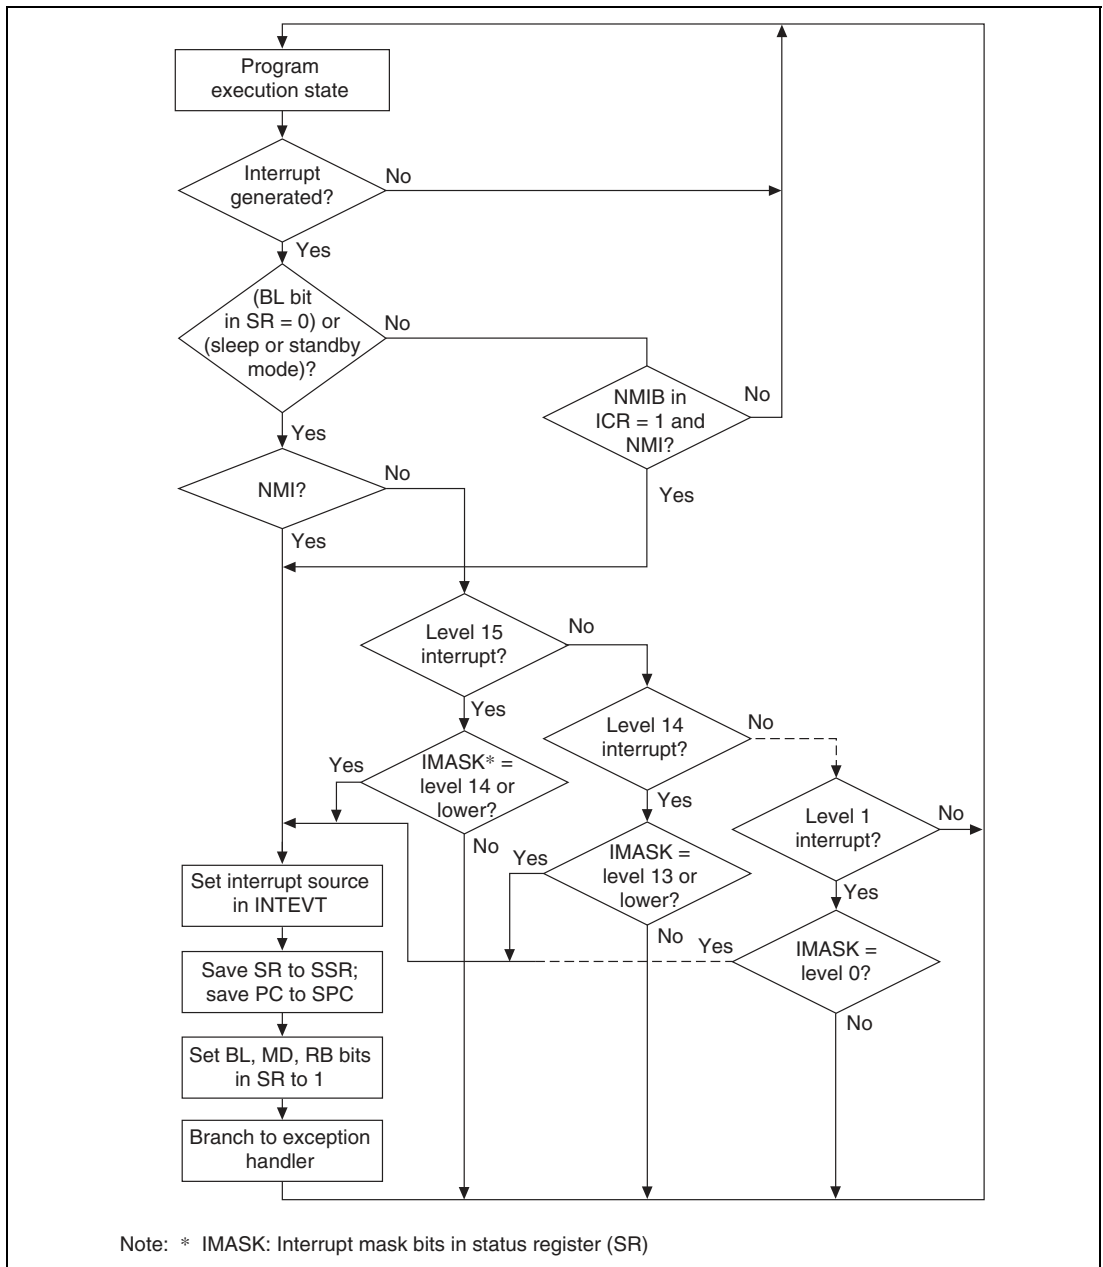 Program
execution state
Interrupt
generated?
No
Yes
(BL bit
in SR = 0) or
(sleep or standby
mode)?
No
Yes
NMIB in
ICR = 1 and
NMI?
No
Yes
NMI?
No
Yes
Level 15
interrupt?
No
Yes
Level 14
interrupt?
No
Yes
IMASK* =
level 14 or
lower?
Yes
No
Level 1
interrupt?
No
Yes
IMASK =
level 13 or
lower?
Yes
No
IMASK =
level 0?
Yes
No
Set interrupt source
in INTEVT
Save SR to SSR;
save PC to SPC
Set BL, MD, RB bits
in SR to 1
Branch to exception
handler
Note: * IMASK: Interrupt mask bits in status register (SR)